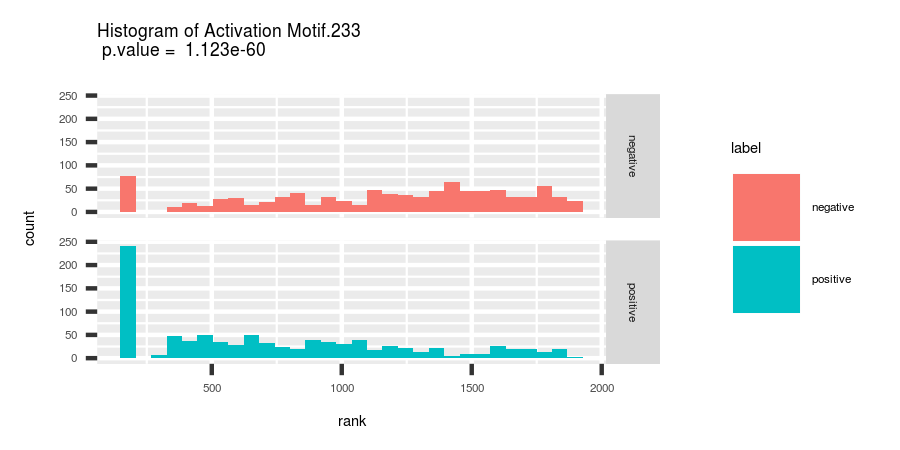 Histogram of Activation Motif.233
p.value = 1.123e-60
250
200
150
100
50
0
negative
250
200
150
100
50
0
positive
500
1000
1500
2000
rank
count
label
negative
positive